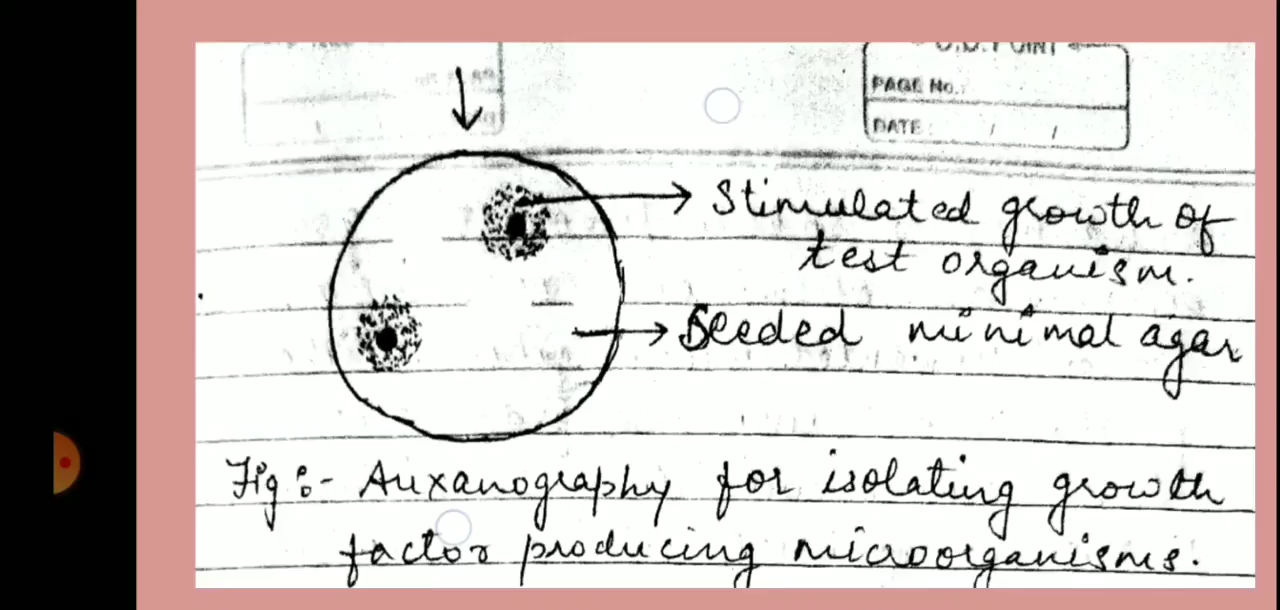 PAGE No.
DATE
Stimulated growth of
test organism.
Seeded minimal agar
Fig :- Auxanography for isolating growth
factor producing microorganisms.